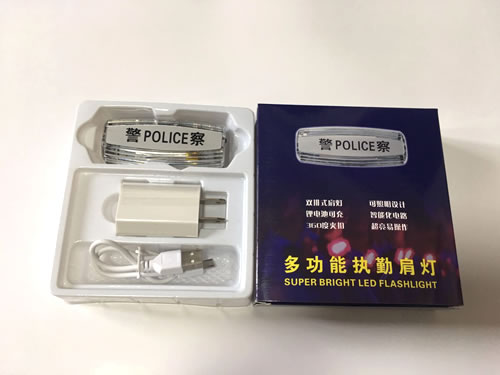 警POLICE察
警POLICE察
双排式肩灯 可照明设计
锂电池可充 智能化电路
360度夹扣 超亮易操作
多功能执勤肩灯
SUPER BRIGHT LED FLASHLIGHT